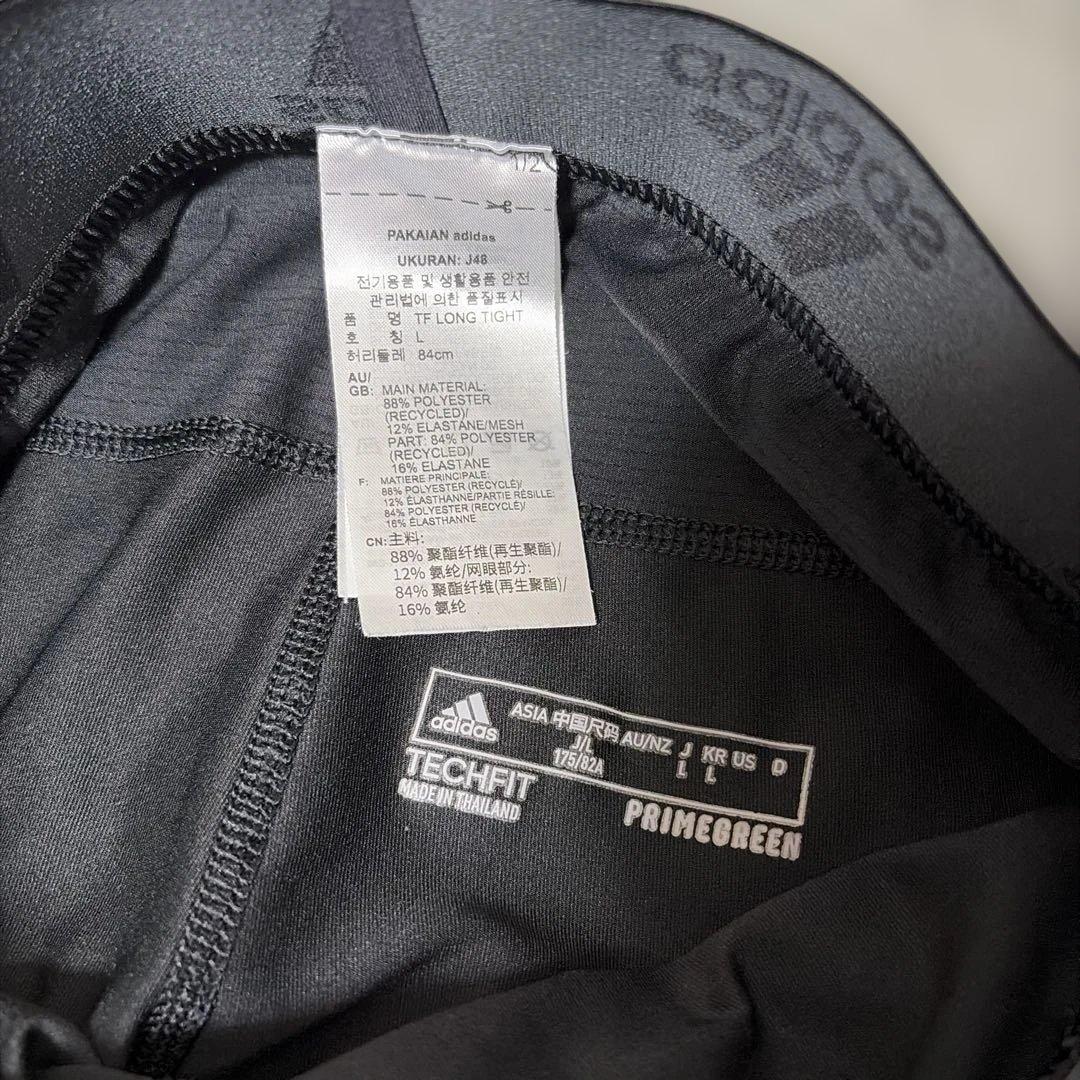 adidas
1/2
PAKAIAN adidas
UKURAN: J48
전기용품 및 생활용품 안전
관리법에 의한 품질표시
품 명 TF LONG TIGHT
호 칭 L
허리둘레 84cm
AU/
GB: MAIN MATERIAL:
88% POLYESTER
(RECYCLED)/
12% ELASTANE/MESH
PART: 84% POLYESTER
(RECYCLED)/
16% ELASTANE
F: MATIERE PRINCIPALE:
88% POLYESTER (RECYCLÉ)/
12% ÉLASTHANNE/PARTIE RÉSILLE:
84% POLYESTER (RECYCLÉ)/
16% ÉLASTHANNE
CN: 主料:
88% 聚酯纤维(再生聚酯)/
12% 氨纶/网眼部分:
84% 聚酯纤维(再生聚酯)/
16% 氨纶
adidas ASIA 中国尺码 AU/NZ J KR US D
J/L L L
175/82A
TECHFIT
MADE IN THAILAND
PRIMEGREEN